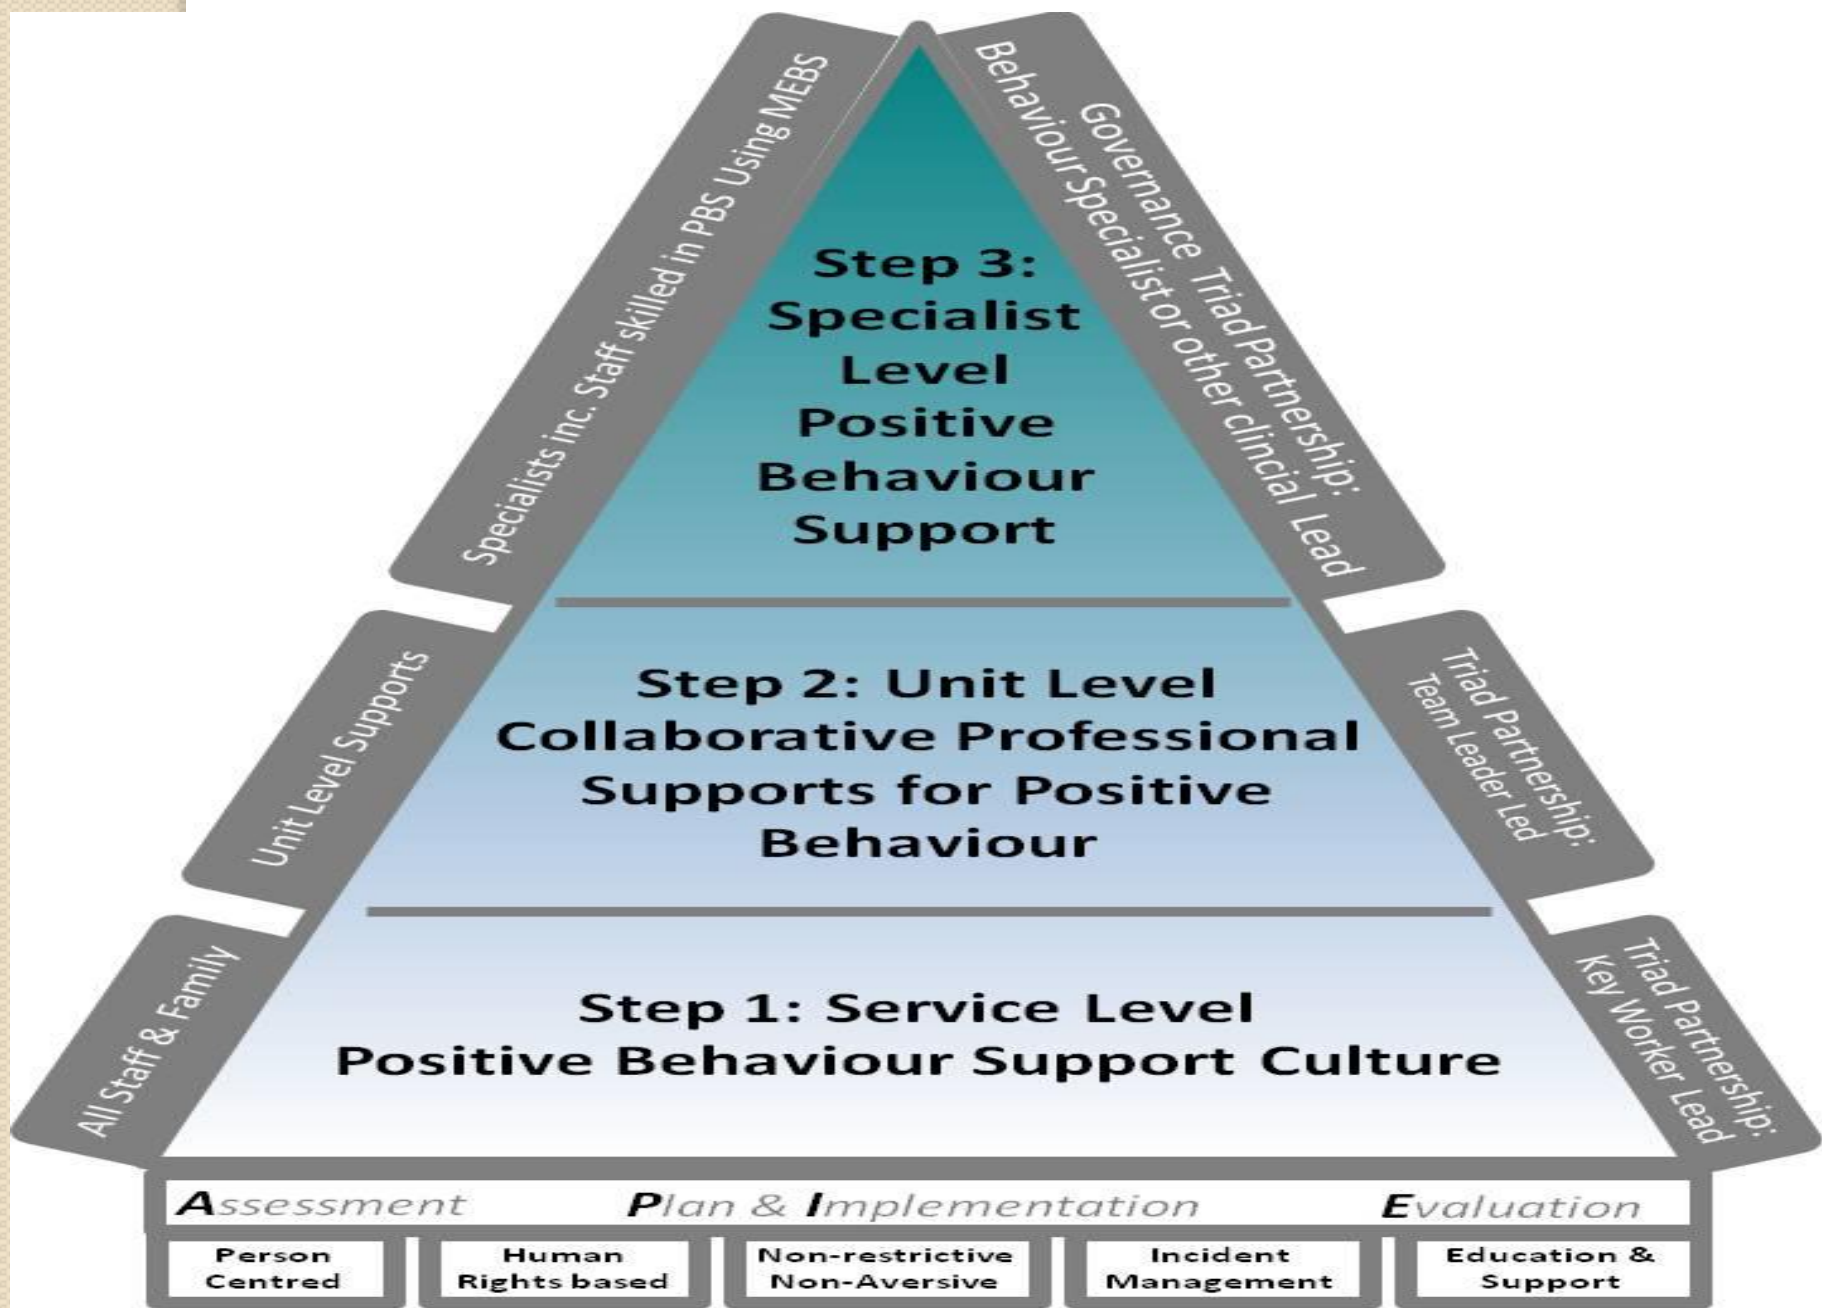 Specialists inc. Staff skilled in PBS Using MEBS
Governance Triad Partnership:
Behaviour Specialist or other clincial Lead
Step 3:
Specialist
Level
Positive
Behaviour
Support
Unit Level Supports
Triad Partnership:
Team Leader Led
Step 2: Unit Level
Collaborative Professional
Supports for Positive
Behaviour
All Staff & Family
Triad Partnership:
Key Worker Lead
Step 1: Service Level
Positive Behaviour Support Culture
Assessment Plan & Implementation Evaluation
Person
Centred
Human
Rights based
Non-restrictive
Non-Aversive
Incident
Management
Education &
Support